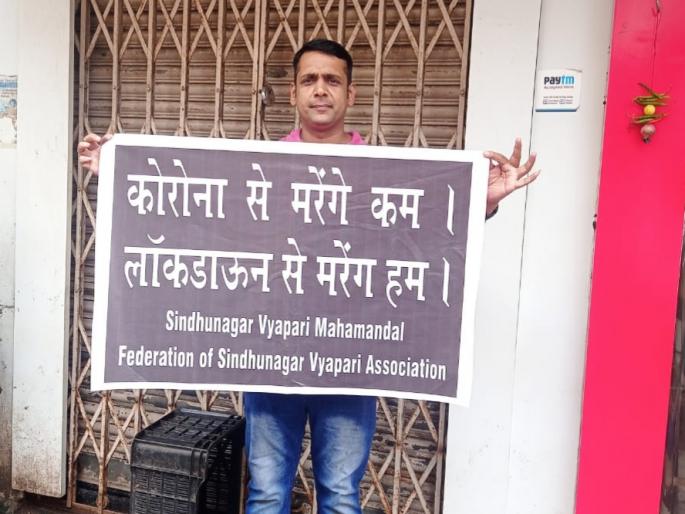 कोरोना से मरेंगे कम ।
लॉकडाऊन से मरेंग हम ।
Sindhunagar Vyapari Mahamandal
Federation of Sindhunagar Vyapari Association
paytm